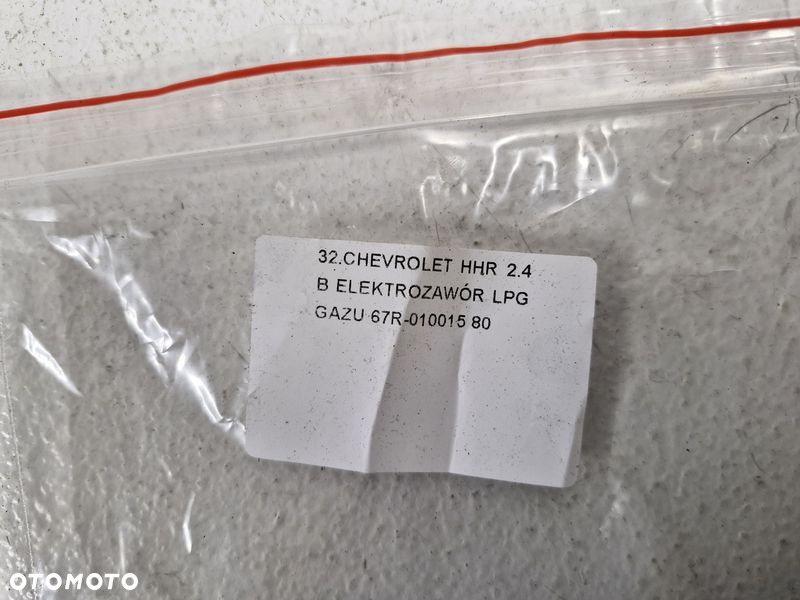 32.CHEVROLET HHR 2.4
B ELEKTROZAWÓR LPG
GAZU 67R-010015 80
OTOMOTO